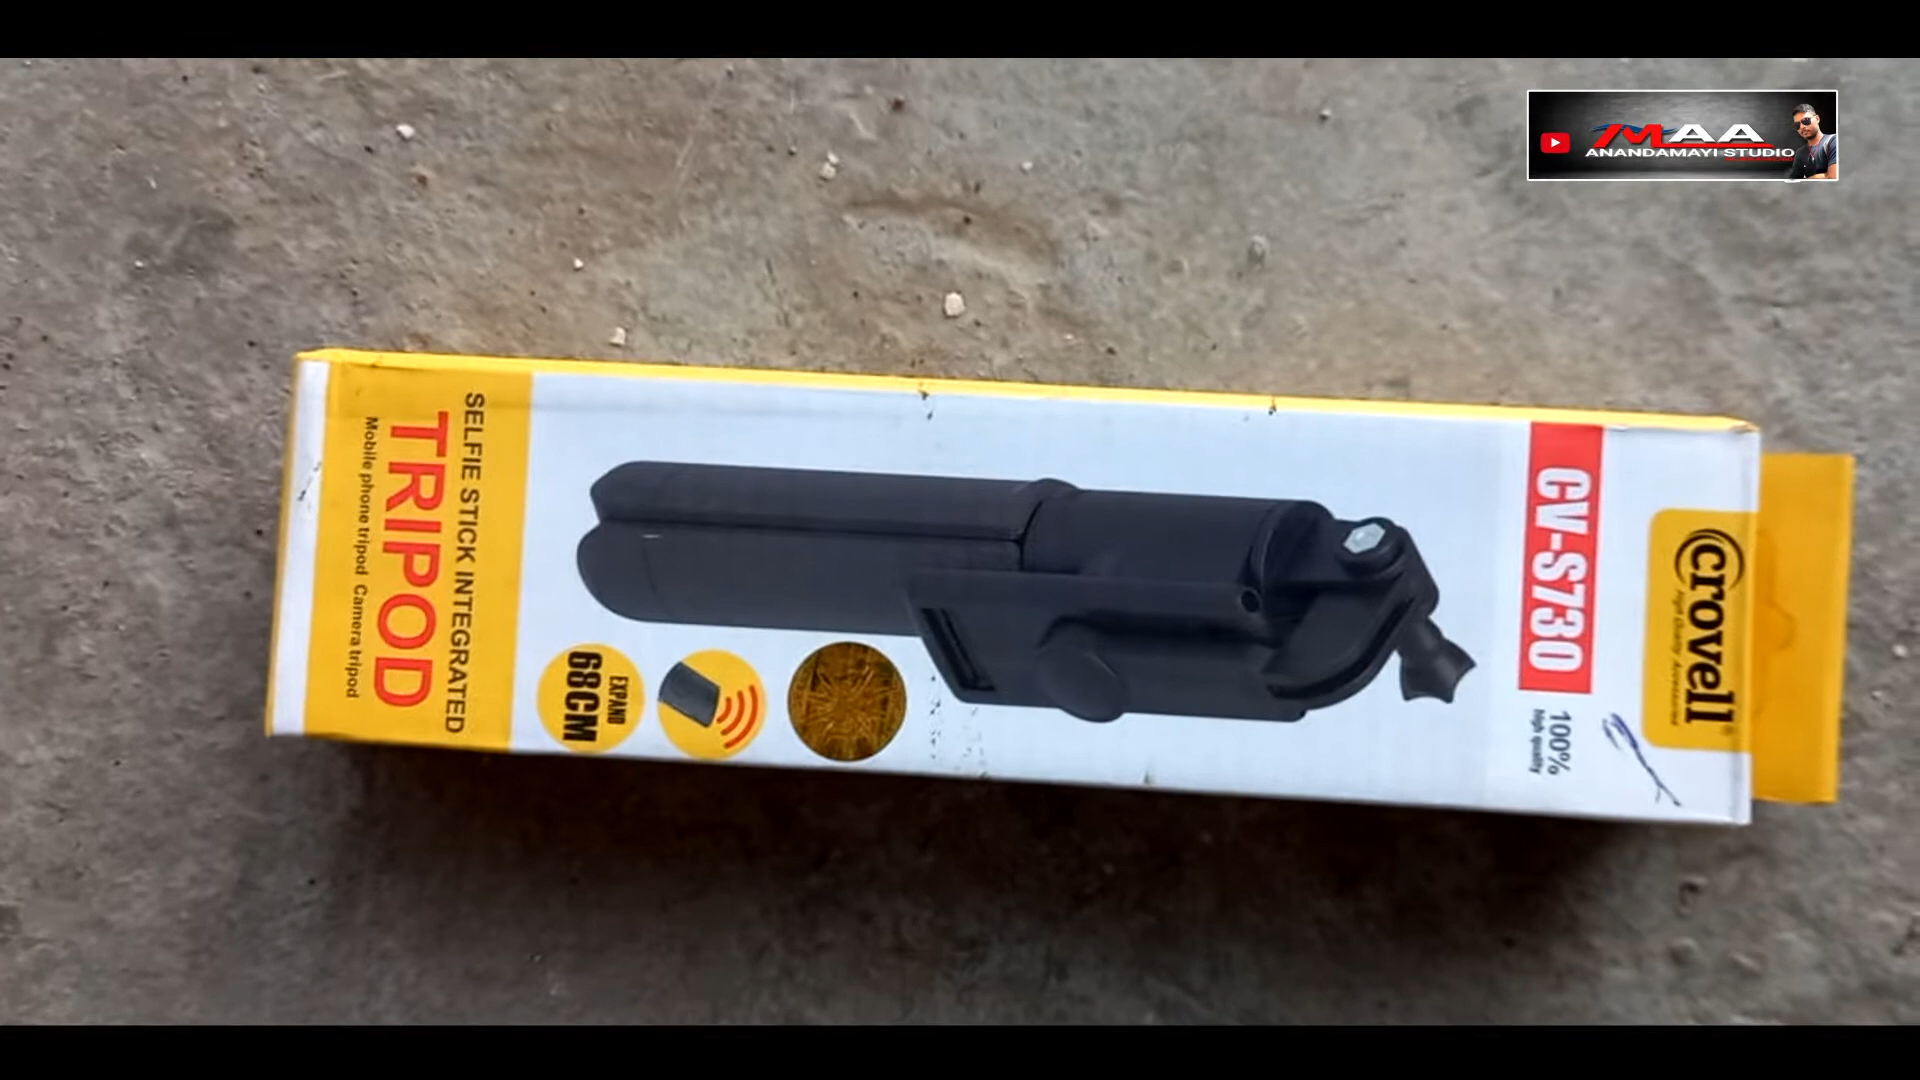 MAA
ANANDAMAYI STUDIO
crovell
High Quality Accessories
CV-S730
100%
high quality
EXPAND
68CM
SELFIE STICK INTEGRATED
TRIPOD
Mobile phone tripod Camera tripod